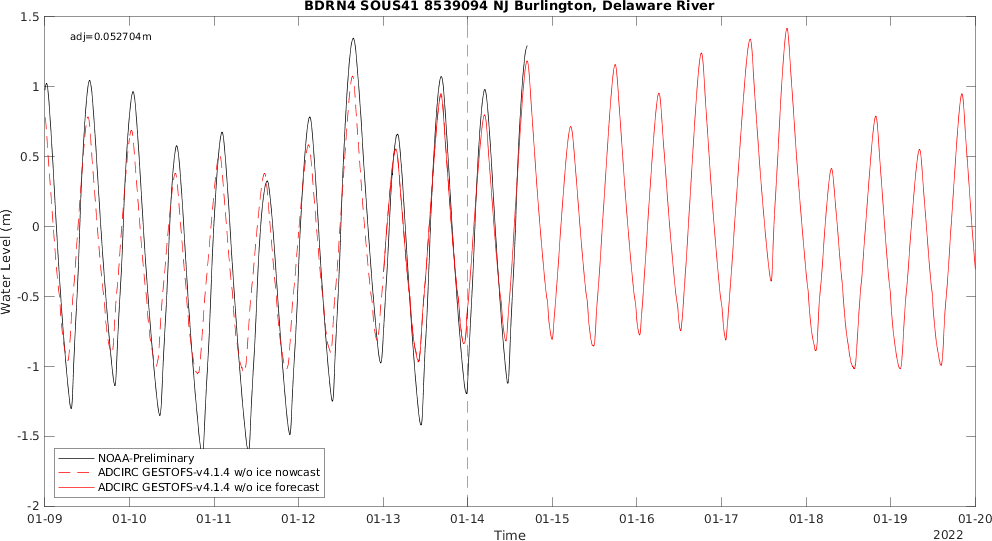 BDRN4 SOUS41 8539094 NJ Burlington, Delaware River
adj=0.052704m
1.5
1
0.5
0
-0.5
-1
-1.5
-2
Water Level (m)
NOAA-Preliminary
ADCIRC GESTOFS-v4.1.4 w/o ice nowcast
ADCIRC GESTOFS-v4.1.4 w/o ice forecast
01-09 01-10 01-11 01-12 01-13 01-14 01-15 01-16 01-17 01-18 01-19 01-20
Time
2022